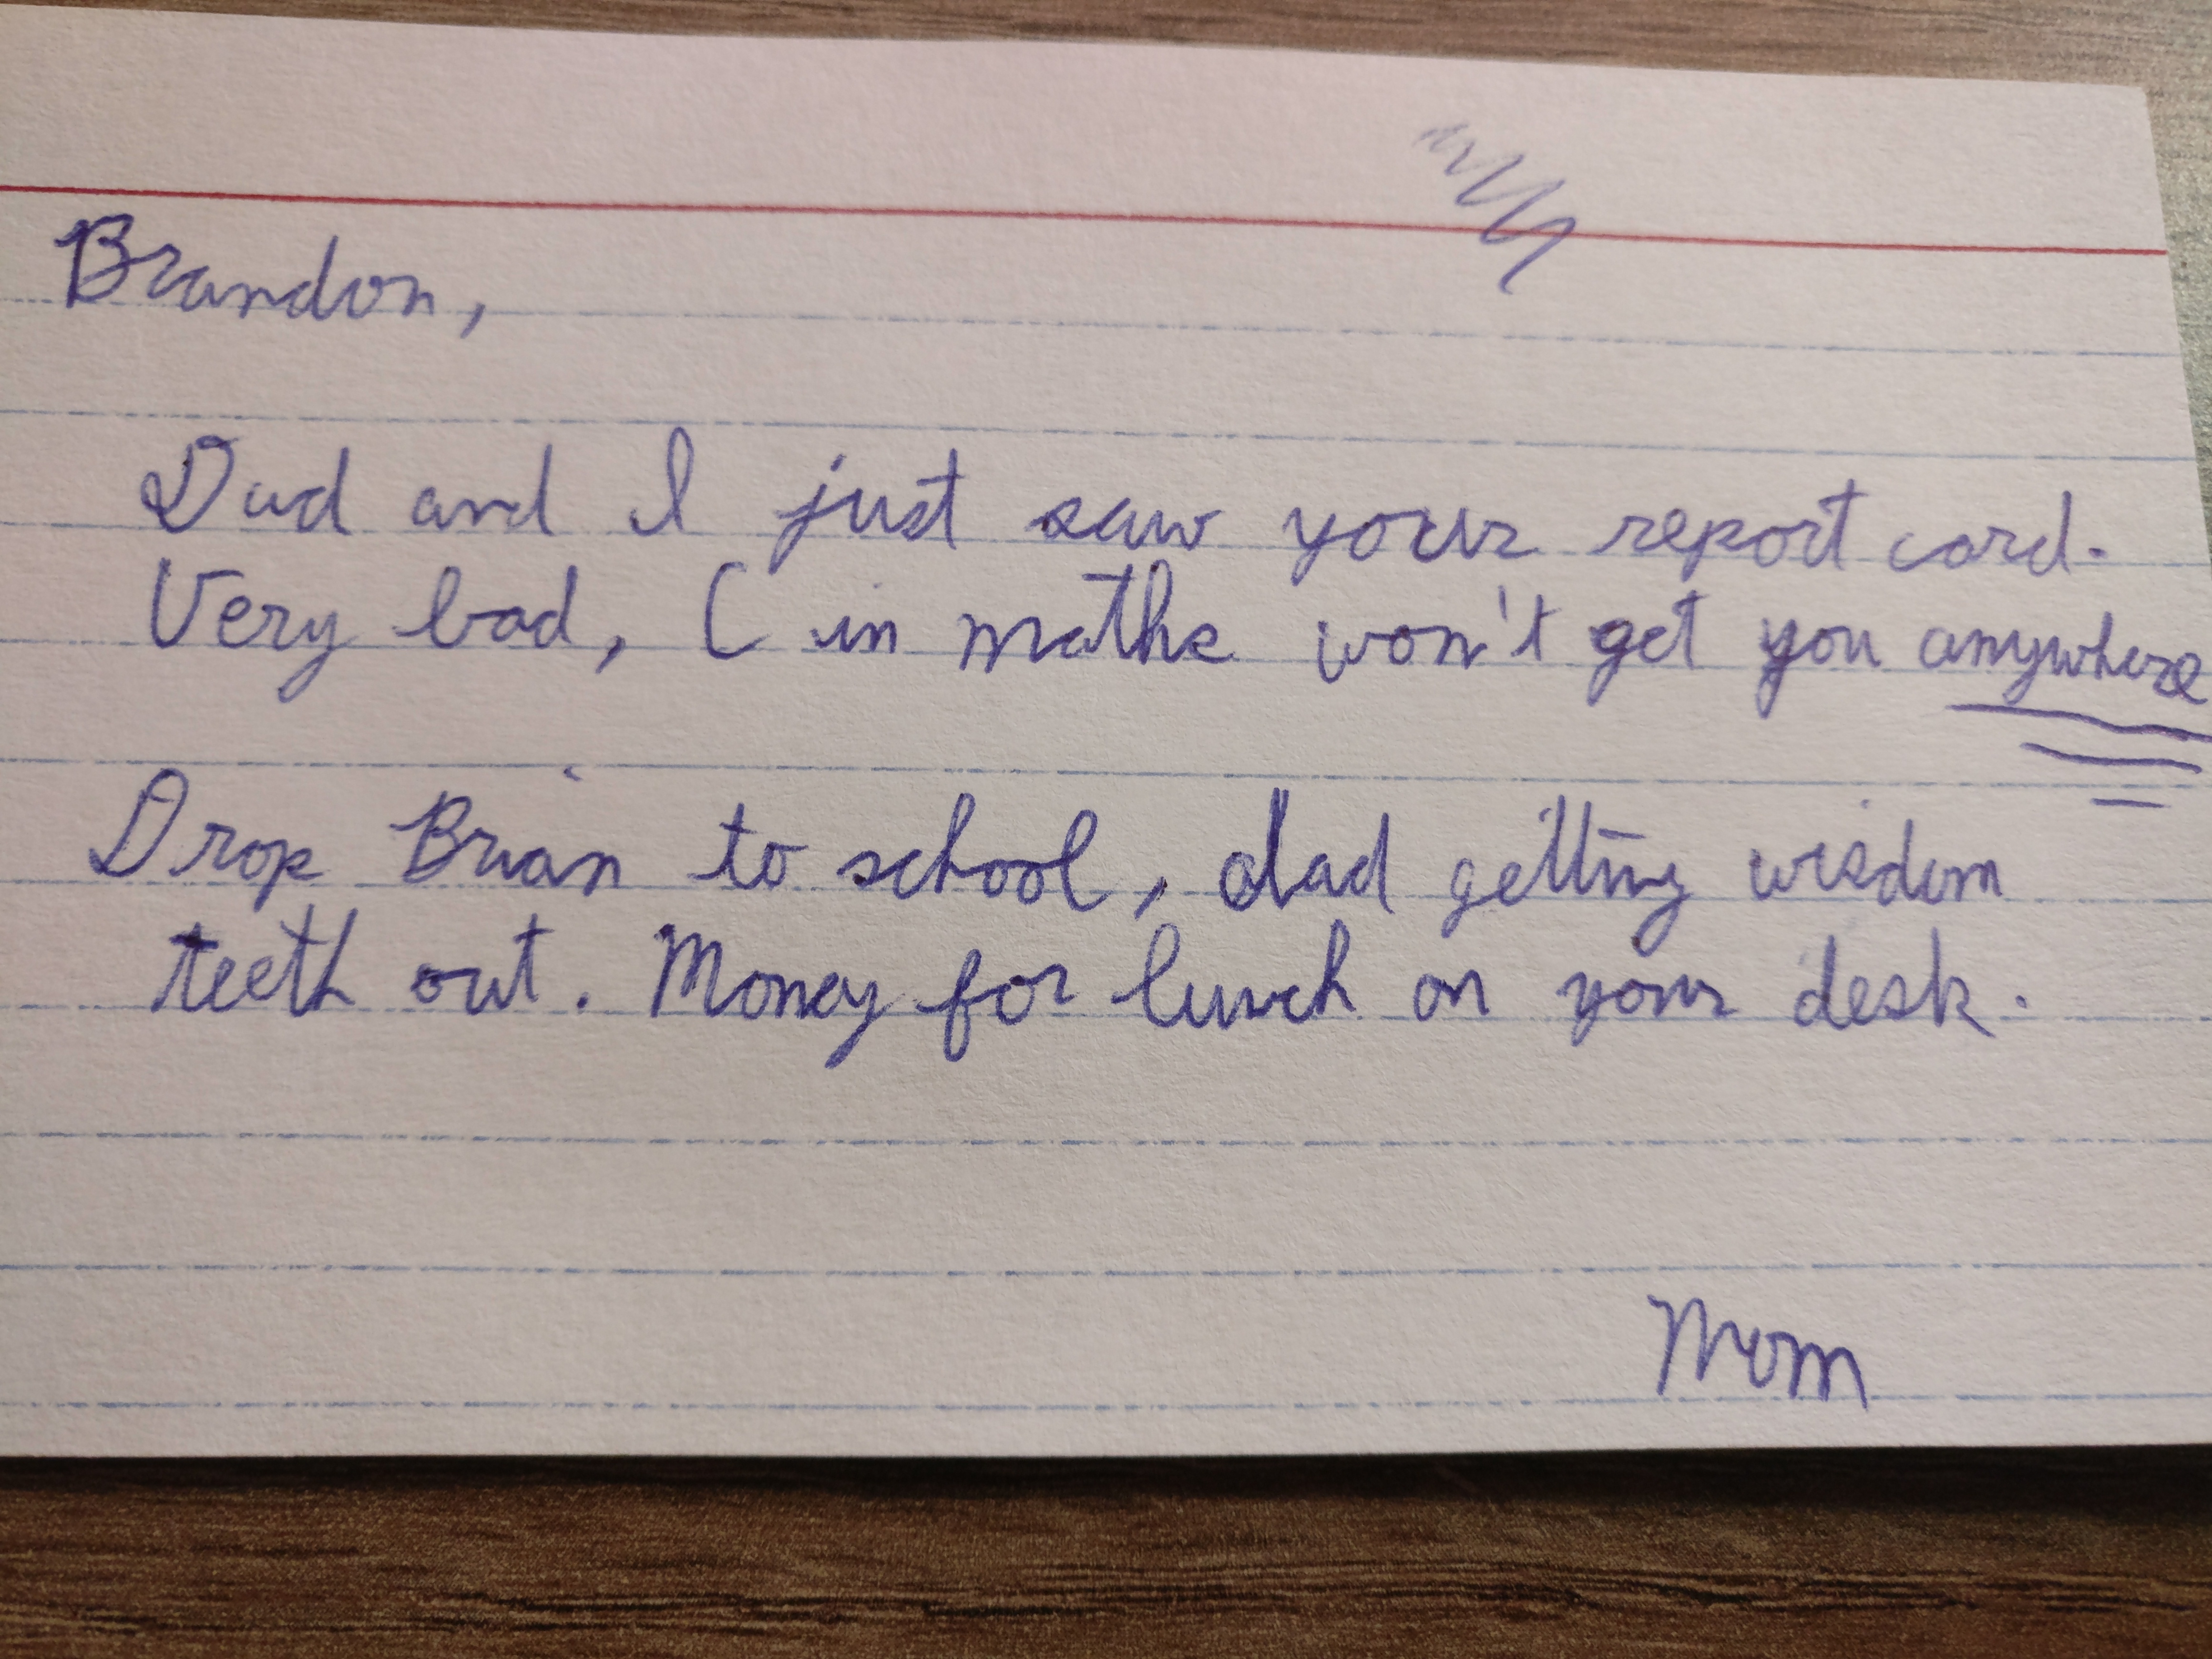 Brandon,
Dad and I just saw your report card.
Very bad, C in maths won't get you anywhere
Drop Brian to school, dad getting wisdom
teeth out. Money for lunch on your desk.
Mom